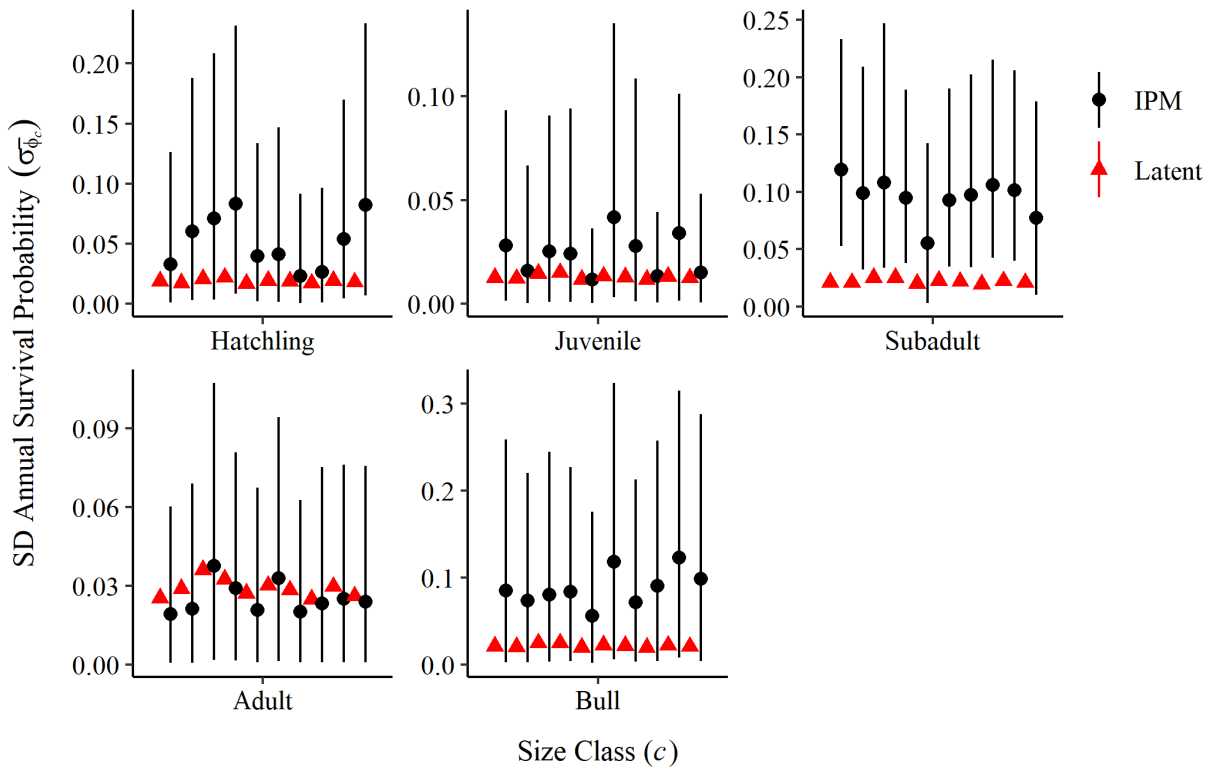 SD Annual Survival Probability (σϕ̄c)
0.20
0.15
0.10
0.05
0.00
Hatchling
0.10
0.05
0.00
Juvenile
0.25
0.20
0.15
0.10
0.05
0.00
Subadult
IPM
Latent
0.09
0.06
0.03
0.00
Adult
0.3
0.2
0.1
0.0
Bull
Size Class (c)